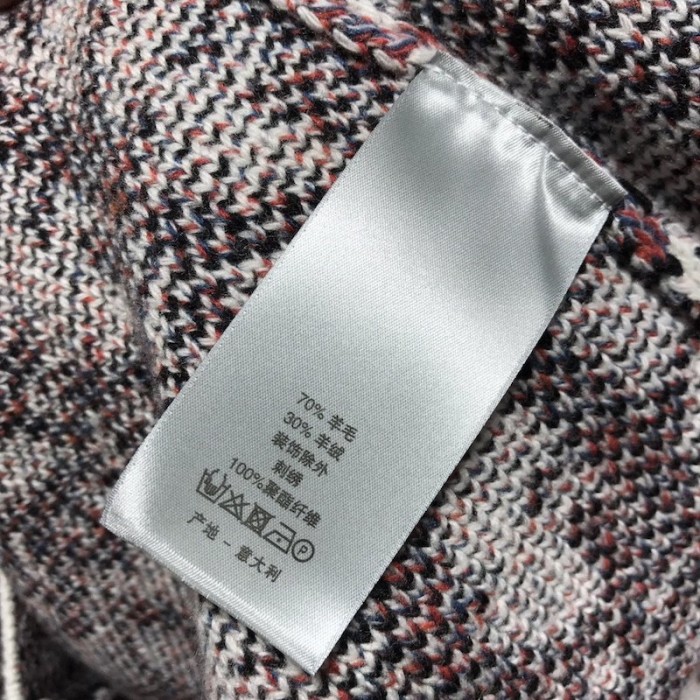 70% 羊毛
30% 羊绒
装饰除外
刺绣
100%聚酯纤维
P
产地 - 意大利